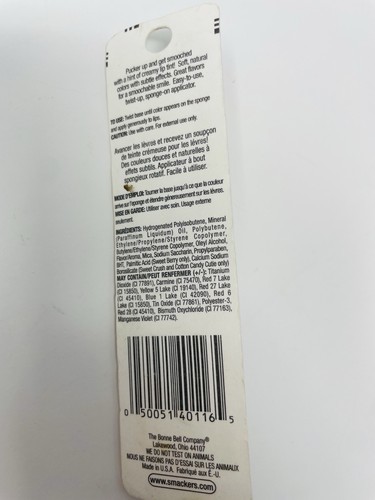 Pucker up and get smooched
with a hint of creamy lip tint! Soft, natural
colors with subtle effects. Great flavors
for a smoochable smile. Easy-to-use,
twist-up, sponge-on applicator.
TO USE: Twist base until color appears on the sponge
and apply generously to lips.
CAUTION: Use with care. For external use only.
Avancer les lèvres et recevez un soupçon
de teinte crémeuse pour les lèvres!
Des couleurs douces et naturelles à
effets subtils. Applicateur à bout
spongieux rotatif. Facile à utiliser.
MODE D'EMPLOI: Tourner la base jusqu'à ce que la couleur
arrive sur l'éponge et étendre généreusement sur les lèvres.
MISE EN GARDE: Utiliser avec soin. Usage externe
seulement.
INGREDIENTS: Hydrogenated Polyisobutene, Mineral
(Paraffinum Liquidum) Oil, Polybutene,
Ethylene/Propylene/Styrene Copolymer,
Butylene/Ethylene/Styrene Copolymer, Oleyl Alcohol,
Flavor/Aroma, Mica, Sodium Saccharin, Propylparaben,
BHT, Palmitic Acid (Sweet Berry only), Calcium Sodium
Borosilicate (Sweet Crush and Cotton Candy Cutie only)
MAY CONTAIN/PEUT RENFERMER (+/-): Titanium
Dioxide (CI 77891), Carmine (CI 75470), Red 7 Lake
(CI 15850), Yellow 5 Lake (CI 19140), Red 27 Lake
(CI 45410), Blue 1 Lake (CI 42090), Red 6
Lake (CI 15850), Tin Oxide (CI 77861), Polyester-3,
Red 28 (CI 45410), Bismuth Oxychloride (CI 77163),
Manganese Violet (CI 77742).
0 50051 40116 5
The Bonne Bell Company®
Lakewood, Ohio 44107
WE DO NOT TEST ON ANIMALS
NOUS NE FAISONS PAS D'ESSAI SUR LES ANIMAUX
Made in U.S.A. Fabriqué aux É.-U.
www.smackers.com